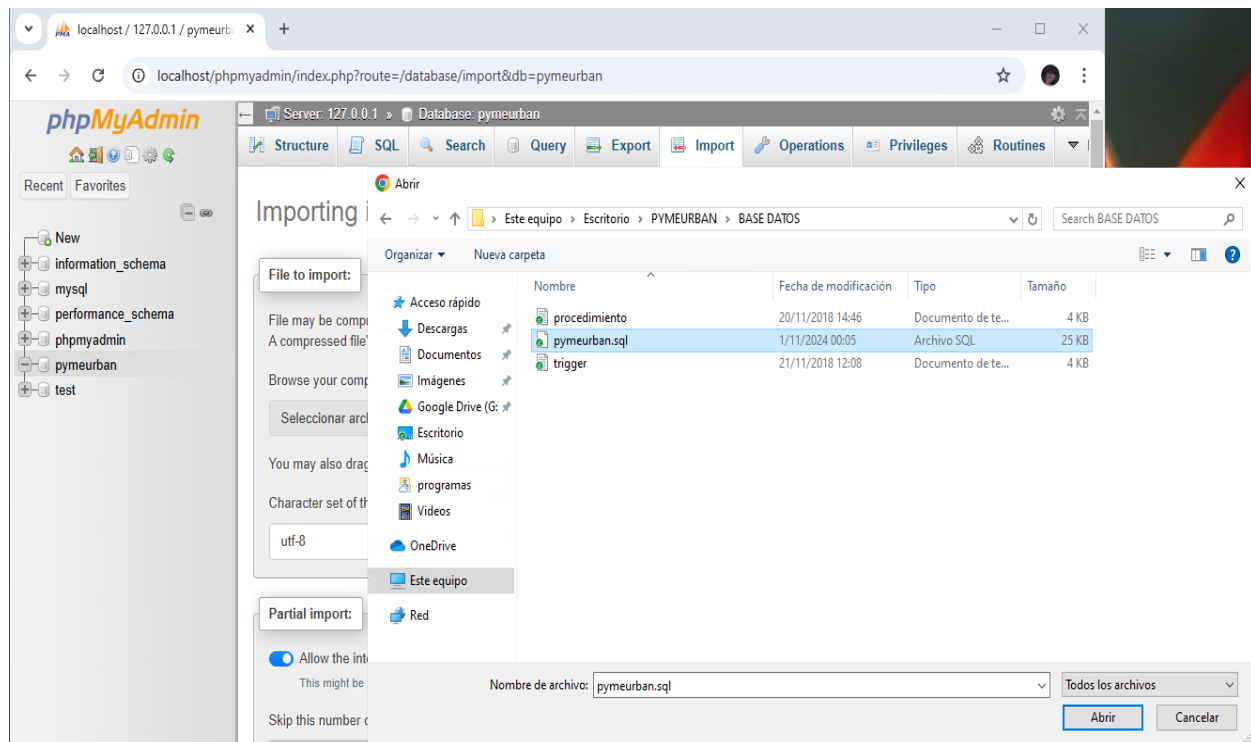 localhost / 127.0.0.1 / pymeurb
localhost/phpmyadmin/index.php?route=/database/import&db=pymeurban
phpMyAdmin
Recent Favorites
New
information_schema
mysql
performance_schema
phpmyadmin
pymeurban
test
Server: 127.0.0.1 » Database: pymeurban
Structure SQL Search Query Export Import Operations Privileges Routines
Importing i
File to import:
File may be compr
A compressed file'
Browse your comp
Seleccionar arch
You may also drag
Character set of th
utf-8
Partial import:
Allow the inte
This might be
Skip this number o
Abrir
Este equipo > Escritorio > PYMEURBAN > BASE DATOS
Search BASE DATOS
Organizar Nueva carpeta
Acceso rápido
Descargas
Documentos
Imágenes
Google Drive (G:
Escritorio
Música
programas
Videos
OneDrive
Este equipo
Red
Nombre Fecha de modificación Tipo Tamaño
procedimiento 20/11/2018 14:46 Documento de te... 4 KB
pymeurban.sql 1/11/2024 00:05 Archivo SQL 25 KB
trigger 21/11/2018 12:08 Documento de te... 4 KB
Nombre de archivo: pymeurban.sql Todos los archivos
Abrir Cancelar